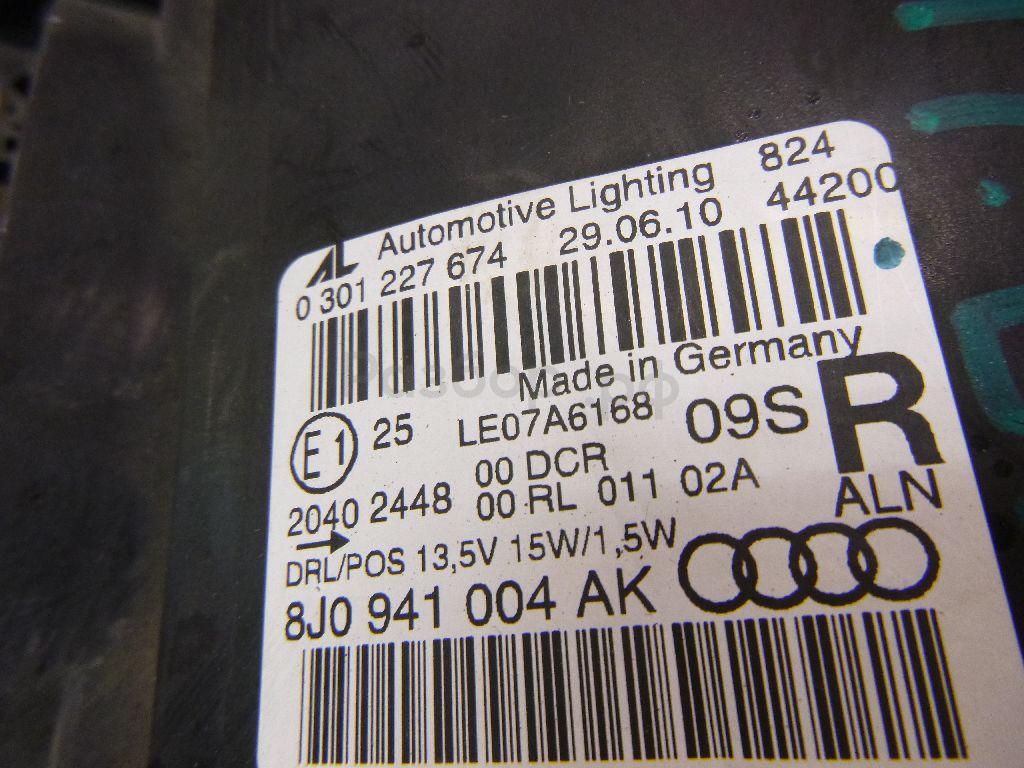 AL Automotive Lighting 824
0 301 227 674 29.06.10 44200
Made in Germany
E1 25 LE07A6168 09S R
00 DCR
2040 2448 00 RL 011 02A ALN
DRL/POS 13,5V 15W/1,5W
8J0 941 004 AK
Разбор.рф